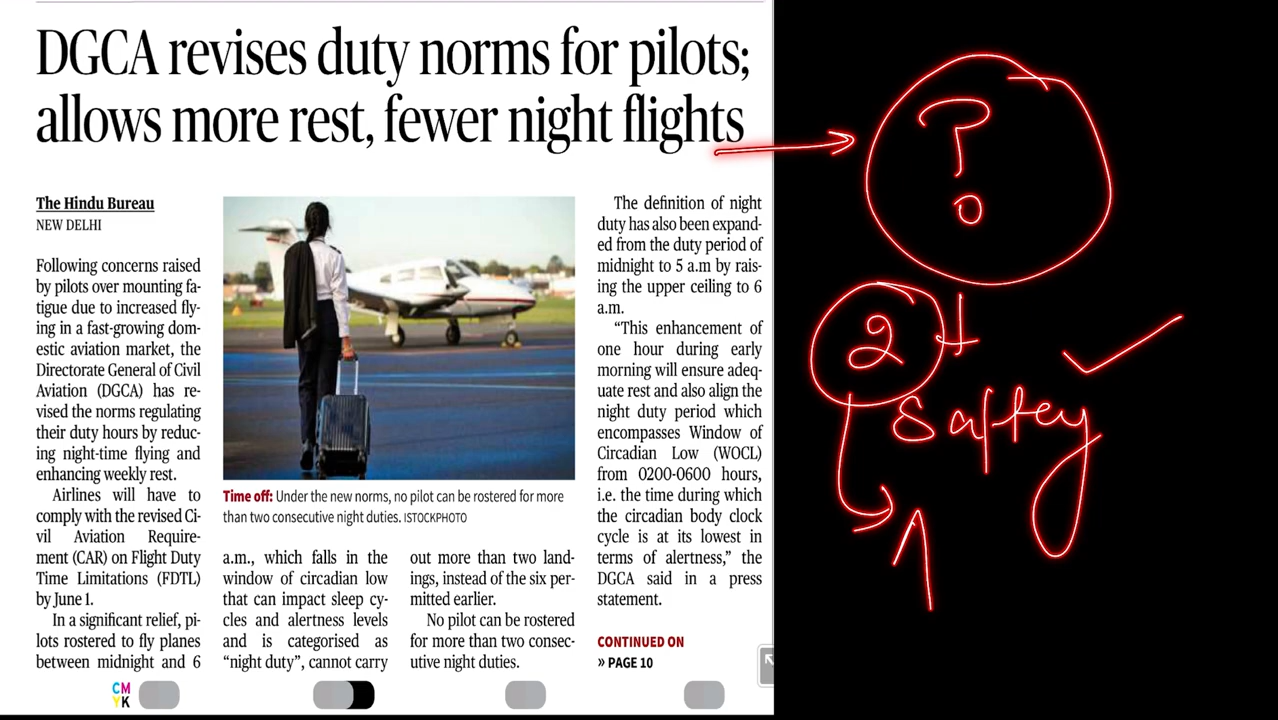 DGCA revises duty norms for pilots;
allows more rest, fewer night flights
The Hindu Bureau
NEW DELHI
Following concerns raised
by pilots over mounting fa-
tigue due to increased fly-
ing in a fast-growing dom-
estic aviation market, the
Directorate General of Civil
Aviation (DGCA) has re-
vised the norms regulating
their duty hours by reduc-
ing night-time flying and
enhancing weekly rest.
Airlines will have to
comply with the revised Ci-
vil Aviation Require-
ment (CAR) on Flight Duty
Time Limitations (FDTL)
by June 1.
In a significant relief, pi-
lots rostered to fly planes
between midnight and 6
Time off: Under the new norms, no pilot can be rostered for more
than two consecutive night duties. ISTOCKPHOTO
a.m., which falls in the
window of circadian low
that can impact sleep cy-
cles and alertness levels
and is categorised as
“night duty”, cannot carry
out more than two land-
ings, instead of the six per-
mitted earlier.
No pilot can be rostered
for more than two consec-
utive night duties.
The definition of night
duty has also been expand-
ed from the duty period of
midnight to 5 a.m by rais-
ing the upper ceiling to 6
a.m.
“This enhancement of
one hour during early
morning will ensure adeq-
uate rest and also align the
night duty period which
encompasses Window of
Circadian Low (WOCL)
from 0200-0600 hours,
i.e. the time during which
the circadian body clock
cycle is at its lowest in
terms of alertness,” the
DGCA said in a press
statement.
CONTINUED ON
» PAGE 10
CM
YK
?
2
Saftey
1